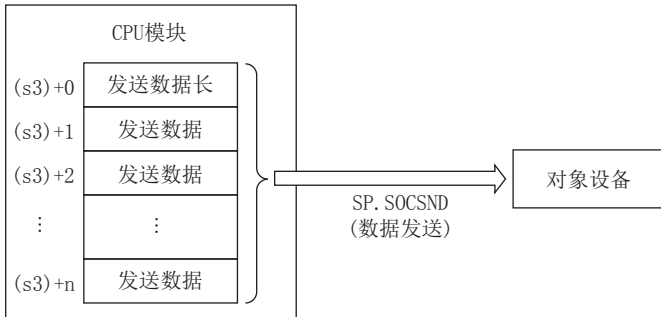 CPU模块
(s3)+0 发送数据长
(s3)+1 发送数据
(s3)+2 发送数据
⋮ ⋮
(s3)+n 发送数据
SP.SOCSND
(数据发送)
对象设备